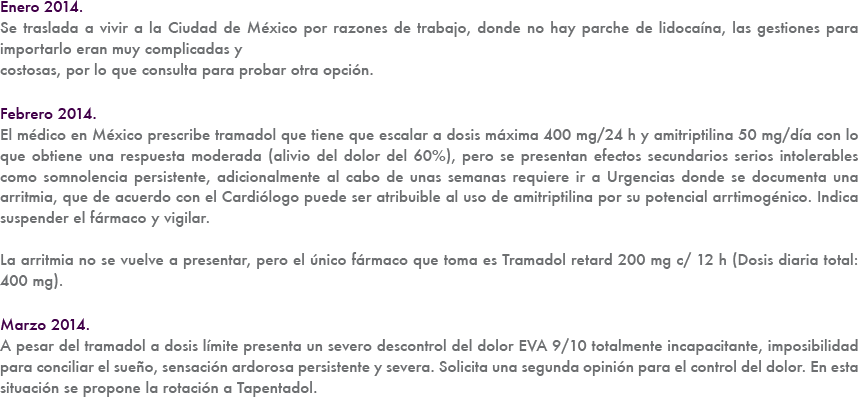 Enero 2014.
Se traslada a vivir a la Ciudad de México por razones de trabajo, donde no hay parche de lidocaína, las gestiones para
importarlo eran muy complicadas y
costosas, por lo que consulta para probar otra opción.
Febrero 2014.
El médico en México prescribe tramadol que tiene que escalar a dosis máxima 400 mg/24 h y amitriptilina 50 mg/día con lo
que obtiene una respuesta moderada (alivio del dolor del 60%), pero se presentan efectos secundarios serios intolerables
como somnolencia persistente, adicionalmente al cabo de unas semanas requiere ir a Urgencias donde se documenta una
arritmia, que de acuerdo con el Cardiólogo puede ser atribuible al uso de amitriptilina por su potencial arrtimogénico. Indica
suspender el fármaco y vigilar.
La arritmia no se vuelve a presentar, pero el único fármaco que toma es Tramadol retard 200 mg c/ 12 h (Dosis diaria total:
400 mg).
Marzo 2014.
A pesar del tramadol a dosis límite presenta un severo descontrol del dolor EVA 9/10 totalmente incapacitante, imposibilidad
para conciliar el sueño, sensación ardorosa persistente y severa. Solicita una segunda opinión para el control del dolor. En esta
situación se propone la rotación a Tapentadol.